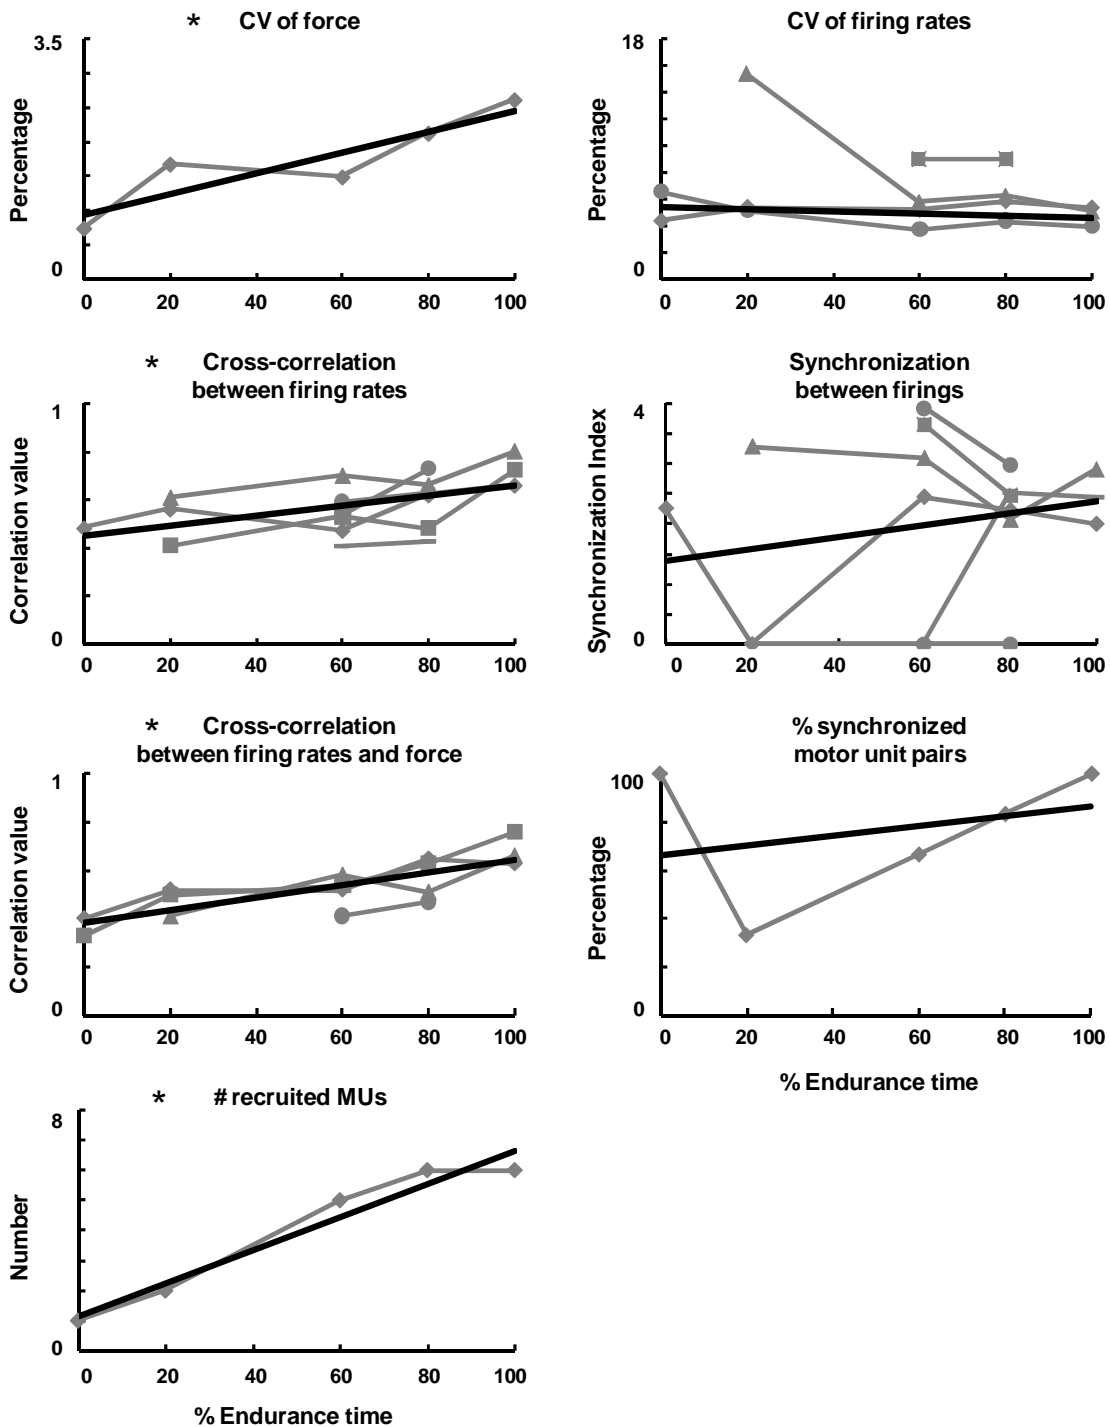 * CV of force
3.5
Percentage
0
0 20 40 60 80 100
CV of firing rates
18
Percentage
0
0 20 40 60 80 100
* Cross-correlation
between firing rates
1
Correlation value
0
0 20 40 60 80 100
Synchronization
between firings
4
Synchronization Index
0
0 20 40 60 80 100
* Cross-correlation
between firing rates and force
1
Correlation value
0
0 20 40 60 80 100
% synchronized
motor unit pairs
100
Percentage
0
0 20 40 60 80 100
% Endurance time
* # recruited MUs
8
Number
0
0 20 40 60 80 100
% Endurance time